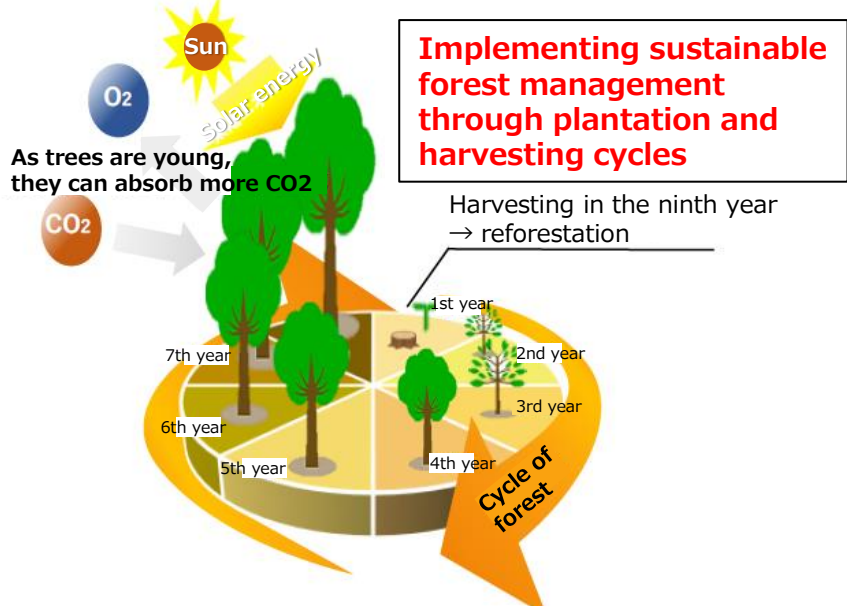 Sun
Solar energy
O2
As trees are young,
they can absorb more CO2
CO2
Implementing sustainable
forest management
through plantation and
harvesting cycles
Harvesting in the ninth year
→ reforestation
1st year
2nd year
3rd year
4th year
5th year
6th year
7th year
Cycle of
forest